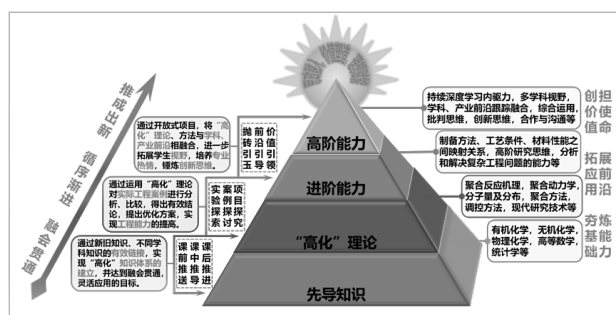 推成出新 循序渐进 融会贯通
通过开放式项目，将“高
化”理论、方法与学科、
产业前沿相融合，进一步
拓展学生视野，培养专业
热情，锤炼创新思维。
抛砖引玉
前沿引导
价值引领
通过运用“高化”理论
对实际工程案例进行分
析、比较，得出有效结
论，提出优化方案，实
现工程能力的提高。
实验探索
案例探讨
项目探究
通过新旧知识、不同
学科知识的有效链接，实
现“高化”知识体系的
建立，并达到融会贯通，
灵活应用的目标。
课前推送
课中推导
课后推进
高阶能力
进阶能力
“高化”理论
先导知识
持续深度学习内驱力，多学科视野，
学科、产业前沿跟踪融合，综合运用，
批判思维，创新思维，合作与沟通等
创价值
担使命
制备方法、工艺条件、材料性能之
间映射关系，高阶研究思维，分析
和解决复杂工程问题的能力等
拓应用
展前沿
聚合反应机理，聚合动力学，
分子量及分布，聚合方法，
调控方法，现代研究技术等
有机化学，无机化学，
物理化学，高等数学，
统计学等
夯基础
炼能力